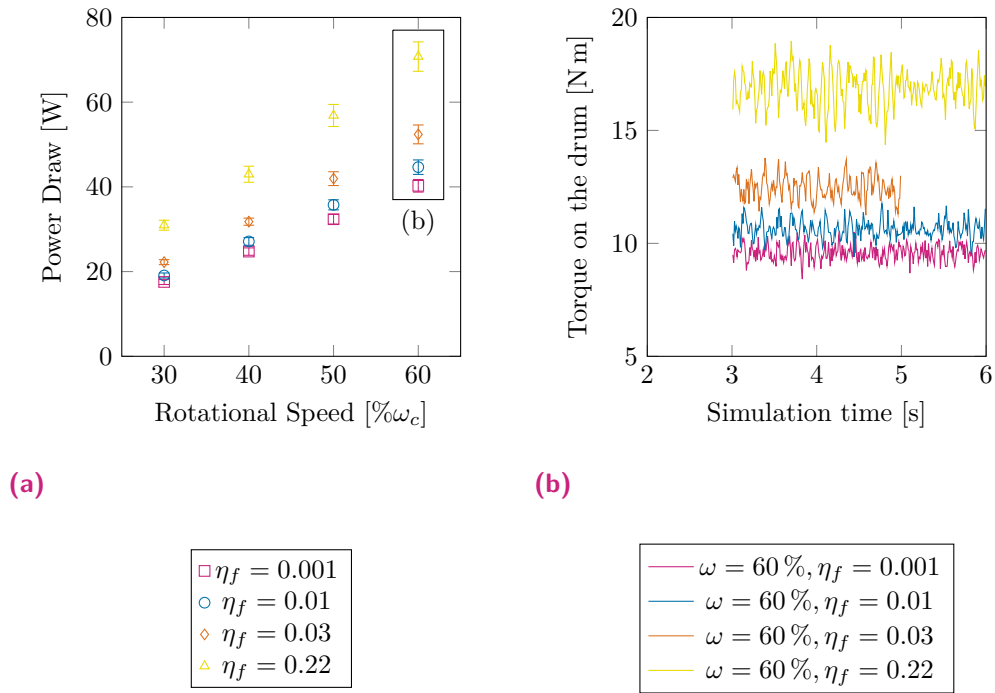 80
60
40
20
0
30 40 50 60
Power Draw [W]
Rotational Speed [%ω_c]
(b)
20
15
10
5
2 3 4 5 6
Torque on the drum [N m]
Simulation time [s]
(a)
(b)
η_f = 0.001
η_f = 0.01
η_f = 0.03
η_f = 0.22
ω = 60 %, η_f = 0.001
ω = 60 %, η_f = 0.01
ω = 60 %, η_f = 0.03
ω = 60 %, η_f = 0.22